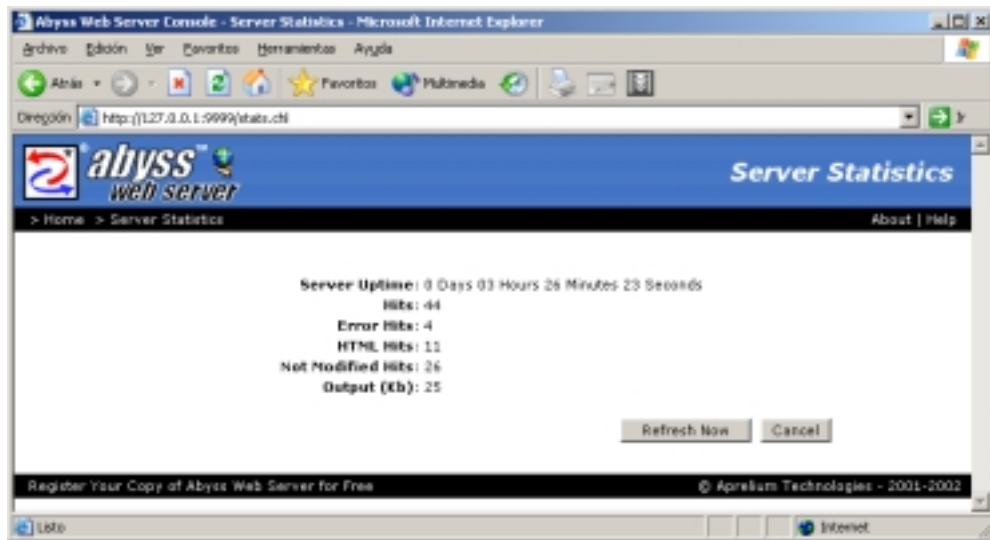 Abyss Web Server Console - Server Statistics - Microsoft Internet Explorer
Archivo Edición Ver Favoritos Herramientas Ayuda
Atrás Favoritos Multimedia
Dirección http://127.0.0.1:9999/stats.chl
abyss™
web server
Server Statistics
> Home > Server Statistics
About | Help
Server Uptime: 0 Days 03 Hours 26 Minutes 23 Seconds
Hits: 44
Error Hits: 4
HTML Hits: 11
Not Modified Hits: 26
Output (Kb): 25
Refresh Now Cancel
Register Your Copy of Abyss Web Server for Free
© Aprelium Technologies - 2001-2002
Listo
Internet